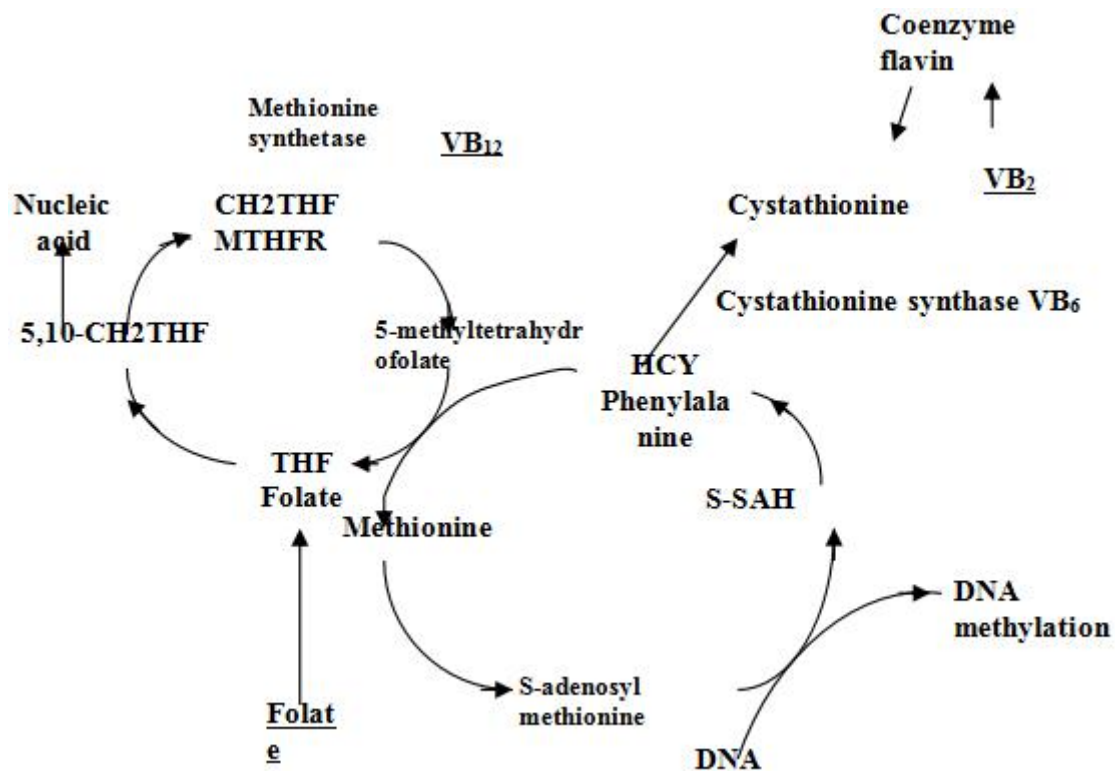 Coenzyme
flavin
Methionine
synthetase
VB12
VB2
Nucleic
acid
CH2THF
MTHFR
Cystathionine
Cystathionine synthase VB6
5,10-CH2THF
5-methyltetrahydr
ofolate
HCY
Phenylala
nine
THF
Folate
S-SAH
Methionine
DNA
methylation
S-adenosyl
methionine
Folat
e
DNA